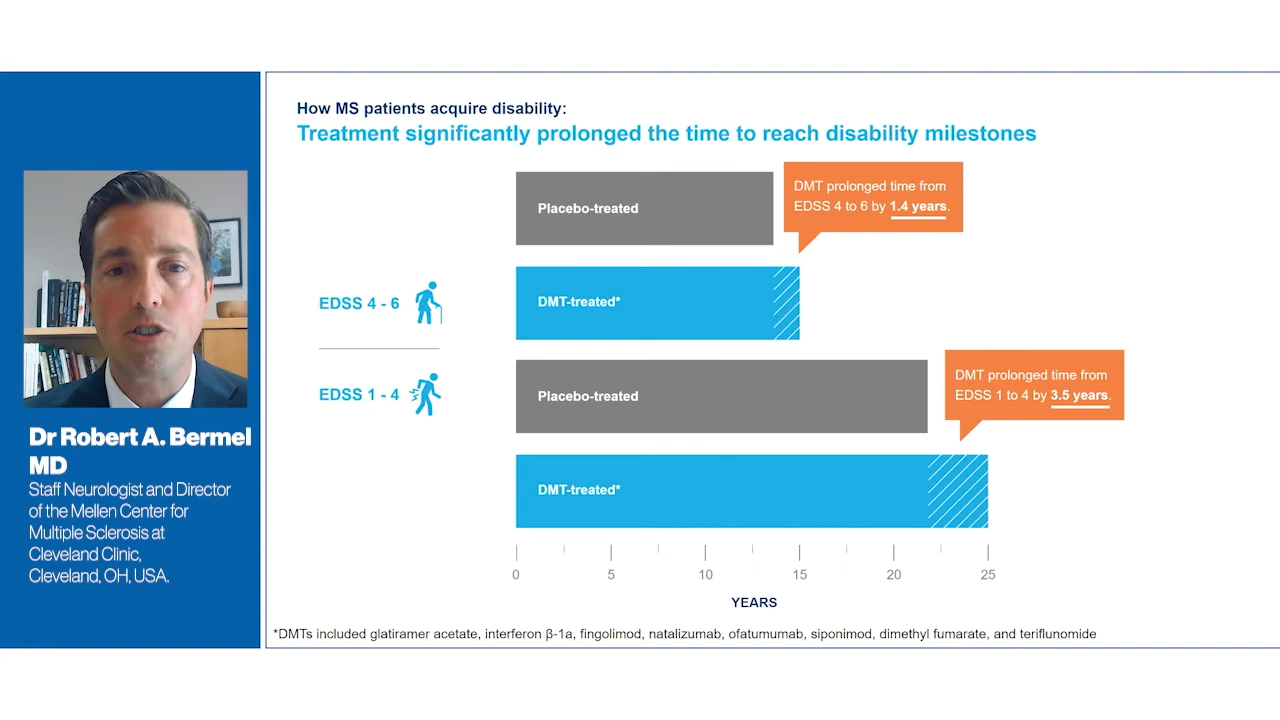 How MS patients acquire disability:
Treatment significantly prolonged the time to reach disability milestones
Placebo-treated
DMT prolonged time from
EDSS 4 to 6 by 1.4 years.
EDSS 4 - 6
DMT-treated*
EDSS 1 - 4
Placebo-treated
DMT prolonged time from
EDSS 1 to 4 by 3.5 years.
DMT-treated*
0 5 10 15 20 25
YEARS
*DMTs included glatiramer acetate, interferon β-1a, fingolimod, natalizumab, ofatumumab, siponimod, dimethyl fumarate, and teriflunomide
Dr Robert A. Bermel
MD
Staff Neurologist and Director
of the Mellen Center for
Multiple Sclerosis at
Cleveland Clinic,
Cleveland, OH, USA.